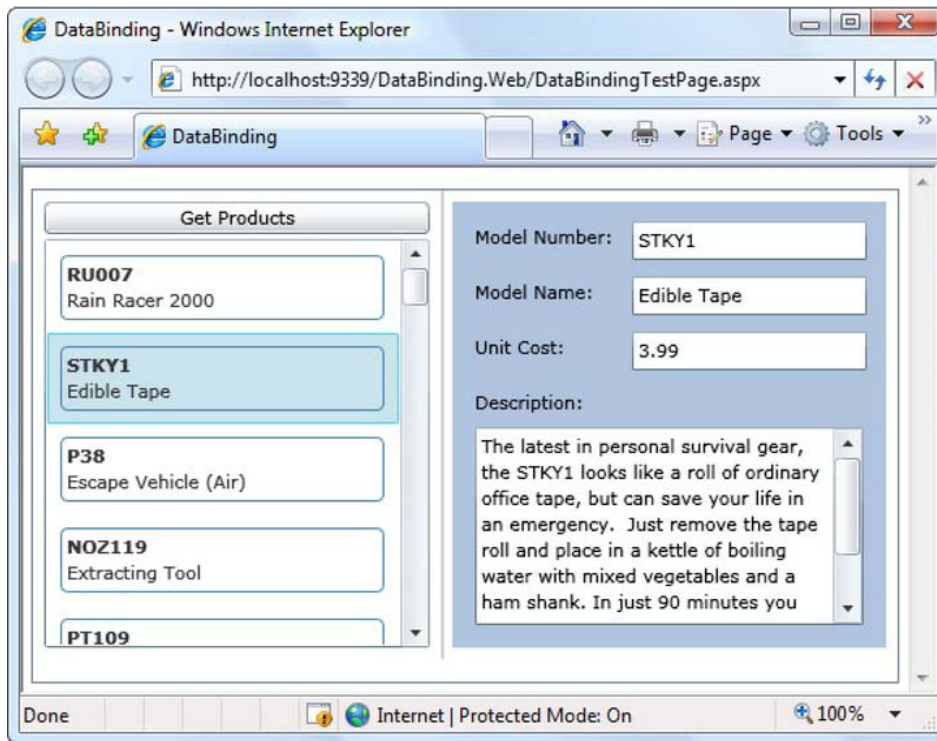 DataBinding - Windows Internet Explorer
http://localhost:9339/DataBinding.Web/DataBindingTestPage.aspx
DataBinding
Page
Tools
»
Get Products
RU007
Rain Racer 2000
STKY1
Edible Tape
P38
Escape Vehicle (Air)
NOZ119
Extracting Tool
PT109
Model Number:
STKY1
Model Name:
Edible Tape
Unit Cost:
3.99
Description:
The latest in personal survival gear,
the STKY1 looks like a roll of ordinary
office tape, but can save your life in
an emergency.  Just remove the tape
roll and place in a kettle of boiling
water with mixed vegetables and a
ham shank. In just 90 minutes you
Done
Internet | Protected Mode: On
100%